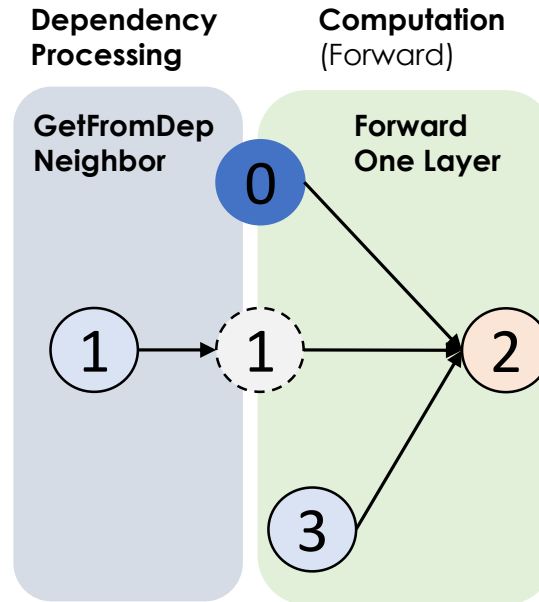 Dependency
Processing
Computation
(Forward)
GetFromDep
Neighbor
Forward
One Layer
0
1
1
2
3